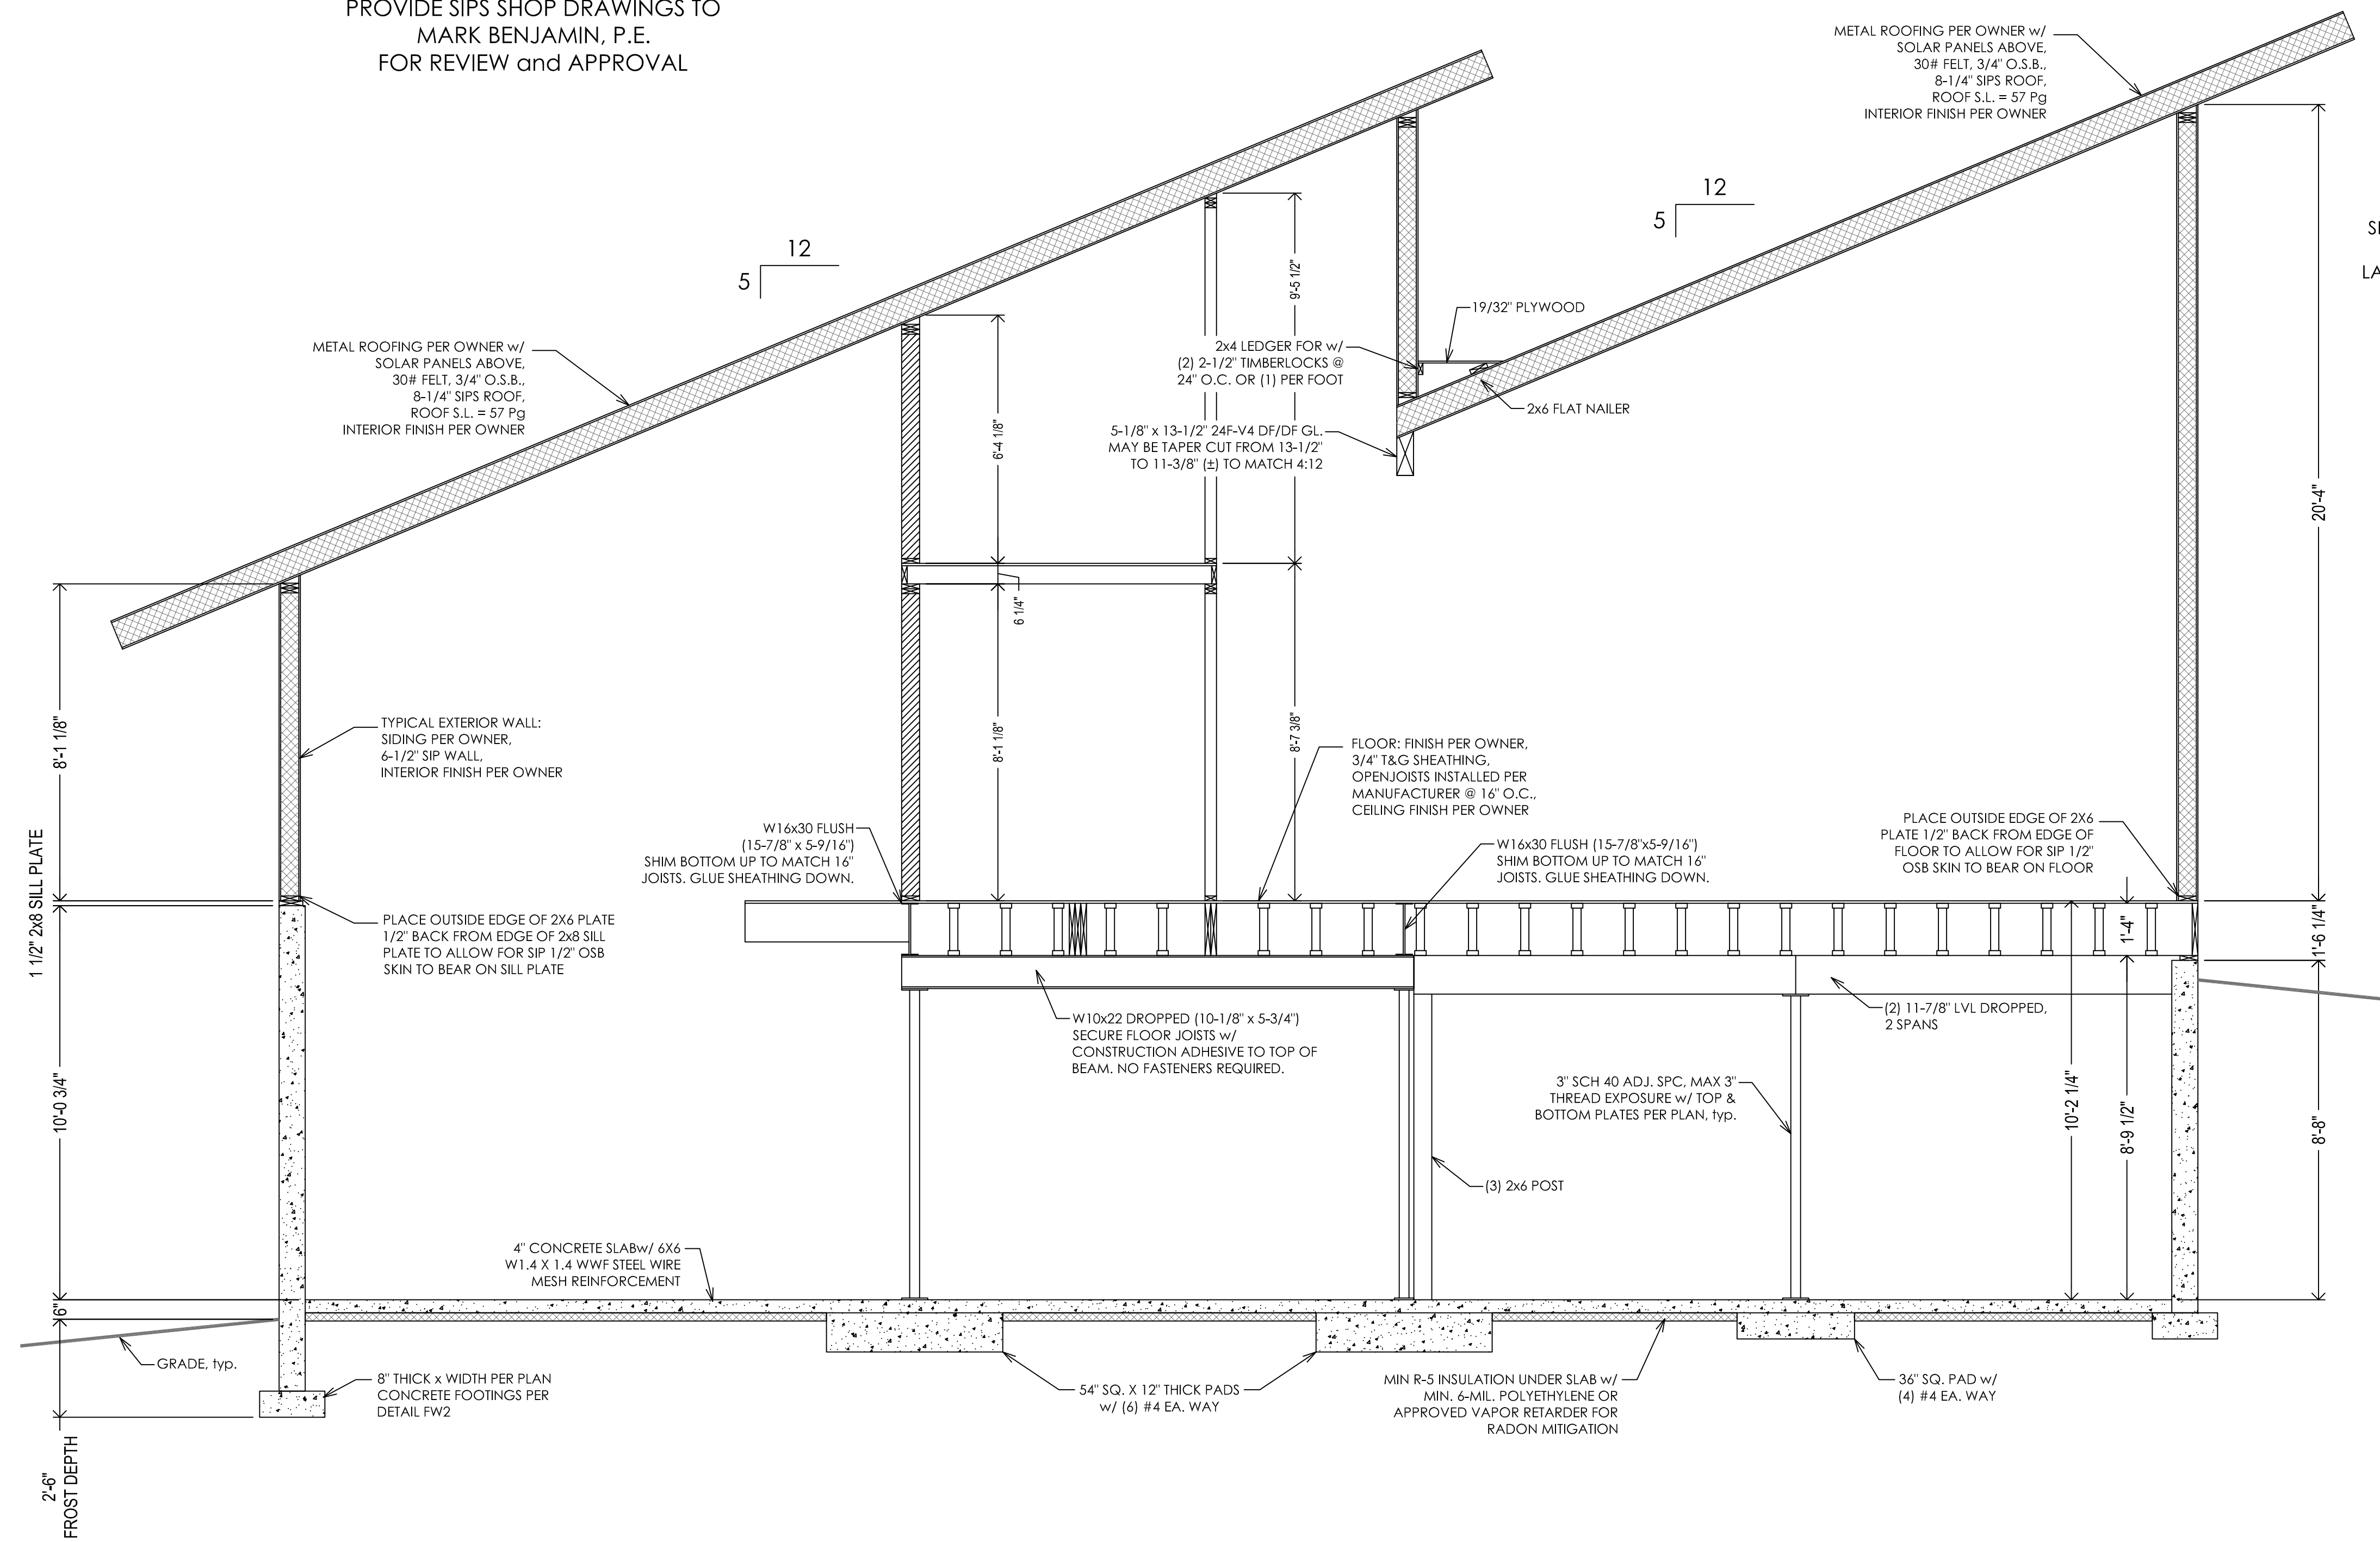 PROVIDE SIPS SHOP DRAWINGS TO
MARK BENJAMIN, P.E.
FOR REVIEW and APPROVAL
METAL ROOFING PER OWNER w/
SOLAR PANELS ABOVE,
30# FELT, 3/4" O.S.B.,
8-1/4" SIPS ROOF,
ROOF S.L. = 57 Pg
INTERIOR FINISH PER OWNER
12
5
12
5
METAL ROOFING PER OWNER w/
SOLAR PANELS ABOVE,
30# FELT, 3/4" O.S.B.,
8-1/4" SIPS ROOF,
ROOF S.L. = 57 Pg
INTERIOR FINISH PER OWNER
19/32" PLYWOOD
2x4 LEDGER FOR w/
(2) 2-1/2" TIMBERLOCKS @
24" O.C. OR (1) PER FOOT
2x6 FLAT NAILER
5-1/8" x 13-1/2" 24F-V4 DF/DF GL.
MAY BE TAPER CUT FROM 13-1/2"
TO 11-3/8" (±) TO MATCH 4:12
9'-5 1/2"
6'-4 1/8"
6 1/4"
8'-1 1/8"
8'-7 3/8"
20'-4"
8'-1 1/8"
1 1/2" 2x8 SILL PLATE
10'-0 3/4"
6"
2'-6"
FROST DEPTH
TYPICAL EXTERIOR WALL:
SIDING PER OWNER,
6-1/2" SIP WALL,
INTERIOR FINISH PER OWNER
FLOOR: FINISH PER OWNER,
3/4" T&G SHEATHING,
OPENJOISTS INSTALLED PER
MANUFACTURER @ 16" O.C.,
CEILING FINISH PER OWNER
W16x30 FLUSH
(15-7/8" x 5-9/16")
SHIM BOTTOM UP TO MATCH 16"
JOISTS. GLUE SHEATHING DOWN.
W16x30 FLUSH (15-7/8"x5-9/16")
SHIM BOTTOM UP TO MATCH 16"
JOISTS. GLUE SHEATHING DOWN.
PLACE OUTSIDE EDGE OF 2X6
PLATE 1/2" BACK FROM EDGE OF
FLOOR TO ALLOW FOR SIP 1/2"
OSB SKIN TO BEAR ON FLOOR
PLACE OUTSIDE EDGE OF 2X6 PLATE
1/2" BACK FROM EDGE OF 2x8 SILL
PLATE TO ALLOW FOR SIP 1/2" OSB
SKIN TO BEAR ON SILL PLATE
1'-4"
1'-6 1/4"
W10x22 DROPPED (10-1/8" x 5-3/4")
SECURE FLOOR JOISTS w/
CONSTRUCTION ADHESIVE TO TOP OF
BEAM. NO FASTENERS REQUIRED.
(2) 11-7/8" LVL DROPPED,
2 SPANS
3" SCH 40 ADJ. SPC, MAX 3"
THREAD EXPOSURE w/ TOP &
BOTTOM PLATES PER PLAN, typ.
10'-2 1/4"
8'-9 1/2"
8'-8"
(3) 2x6 POST
4" CONCRETE SLABw/ 6X6
W1.4 X 1.4 WWF STEEL WIRE
MESH REINFORCEMENT
GRADE, typ.
8" THICK x WIDTH PER PLAN
CONCRETE FOOTINGS PER
DETAIL FW2
54" SQ. X 12" THICK PADS
w/ (6) #4 EA. WAY
MIN R-5 INSULATION UNDER SLAB w/
MIN. 6-MIL. POLYETHYLENE OR
APPROVED VAPOR RETARDER FOR
RADON MITIGATION
36" SQ. PAD w/
(4) #4 EA. WAY